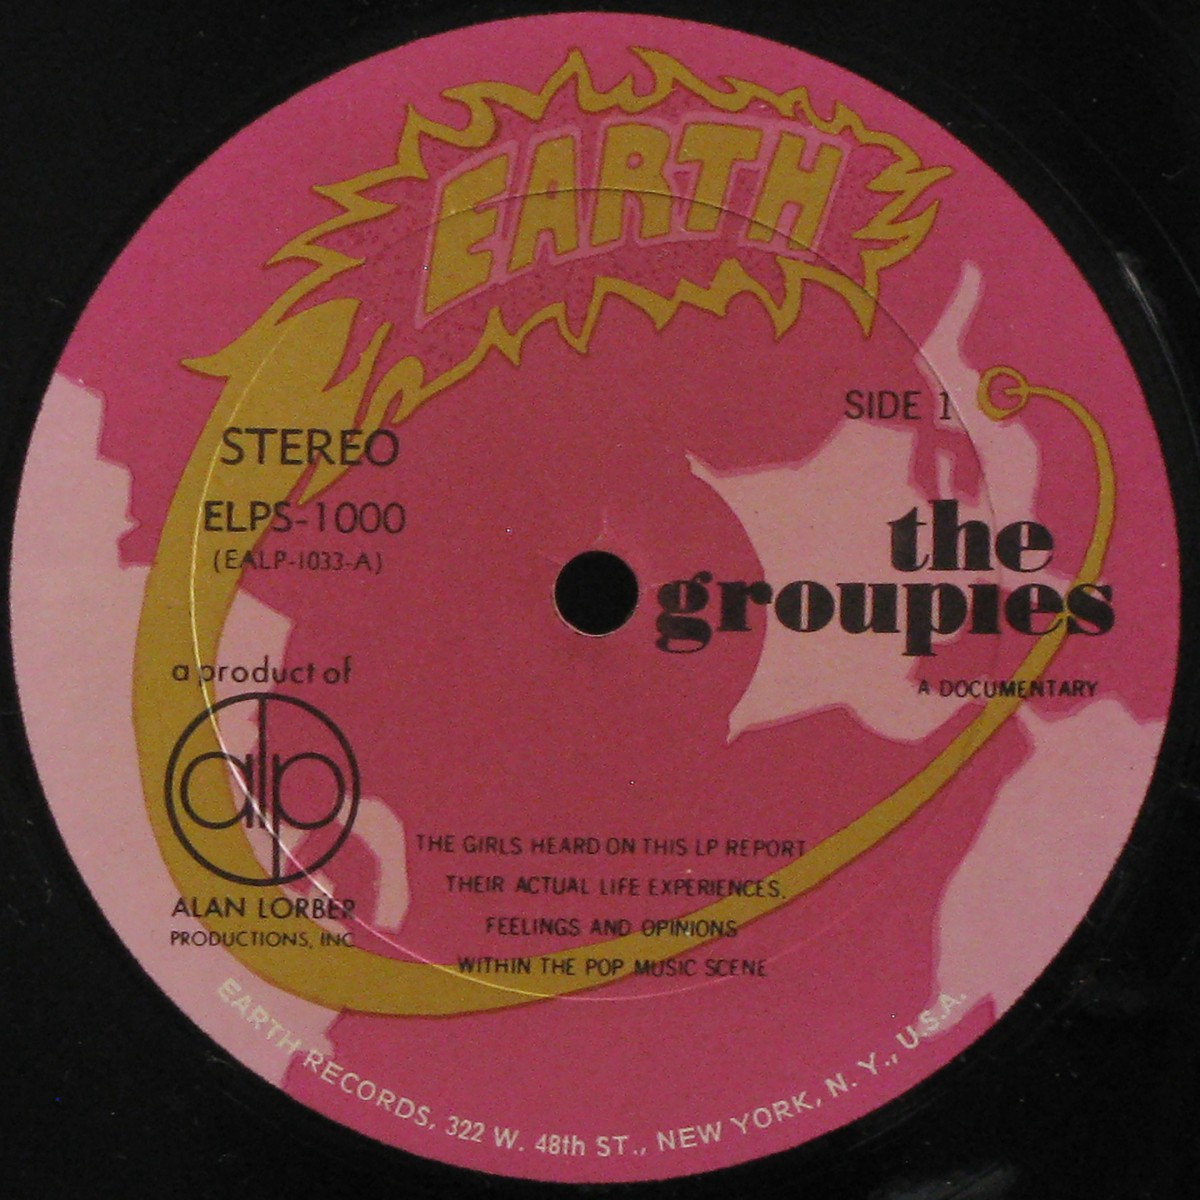 EARTH
SIDE 1
STEREO
ELPS-1000
(EALP-1033-A)
the
groupies
A DOCUMENTARY
a product of
alp
ALAN LORBER
PRODUCTIONS, INC
THE GIRLS HEARD ON THIS LP REPORT
THEIR ACTUAL LIFE EXPERIENCES,
FEELINGS AND OPINIONS
WITHIN THE POP MUSIC SCENE
EARTH RECORDS, 322 W. 48th ST., NEW YORK, N. Y., U.S.A.